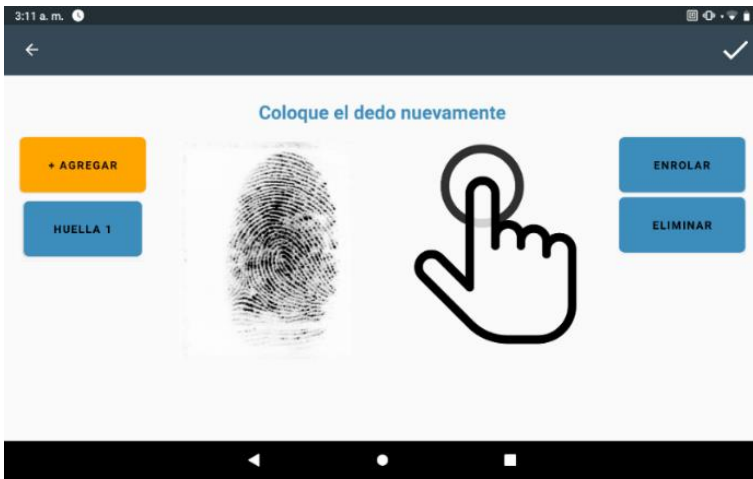 3:11 a. m.
Coloque el dedo nuevamente
+ AGREGAR
HUELLA 1
ENROLAR
ELIMINAR